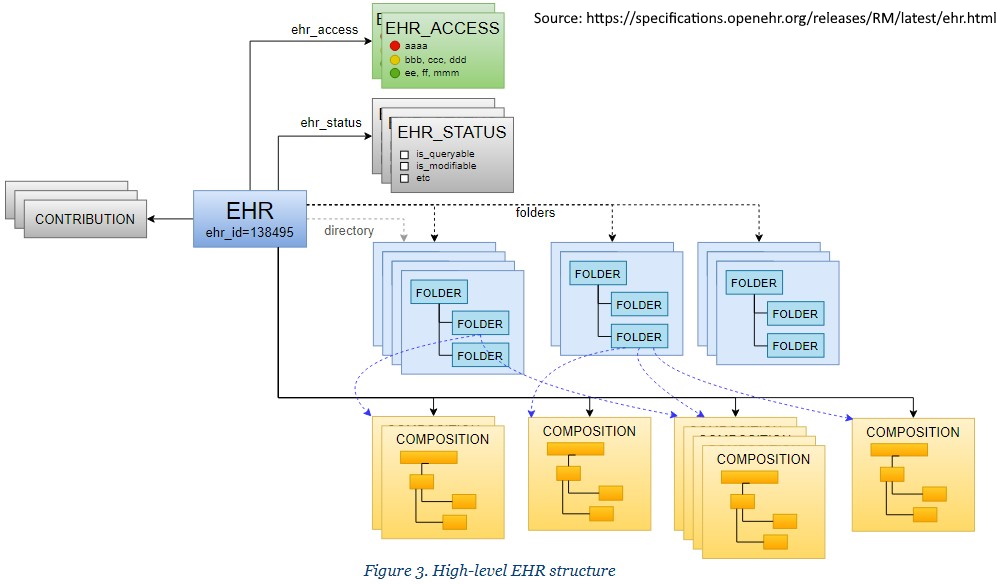 Source: https://specifications.openehr.org/releases/RM/latest/ehr.html
ehr_access
E
EHR_ACCESS
aaaa
bbb, ccc, ddd
ee, ff, mmm
ehr_status
EHR_STATUS
is_queryable
is_modifiable
etc
CONTRIBUTION
EHR
ehr_id=138495
directory
folders
FOLDER
FOLDER
FOLDER
FOLDER
FOLDER
FOLDER
FOLDER
FOLDER
FOLDER
COMPOSITION
COMPOSITION
COMPOSITION
COMPOSITION
Figure 3. High-level EHR structure